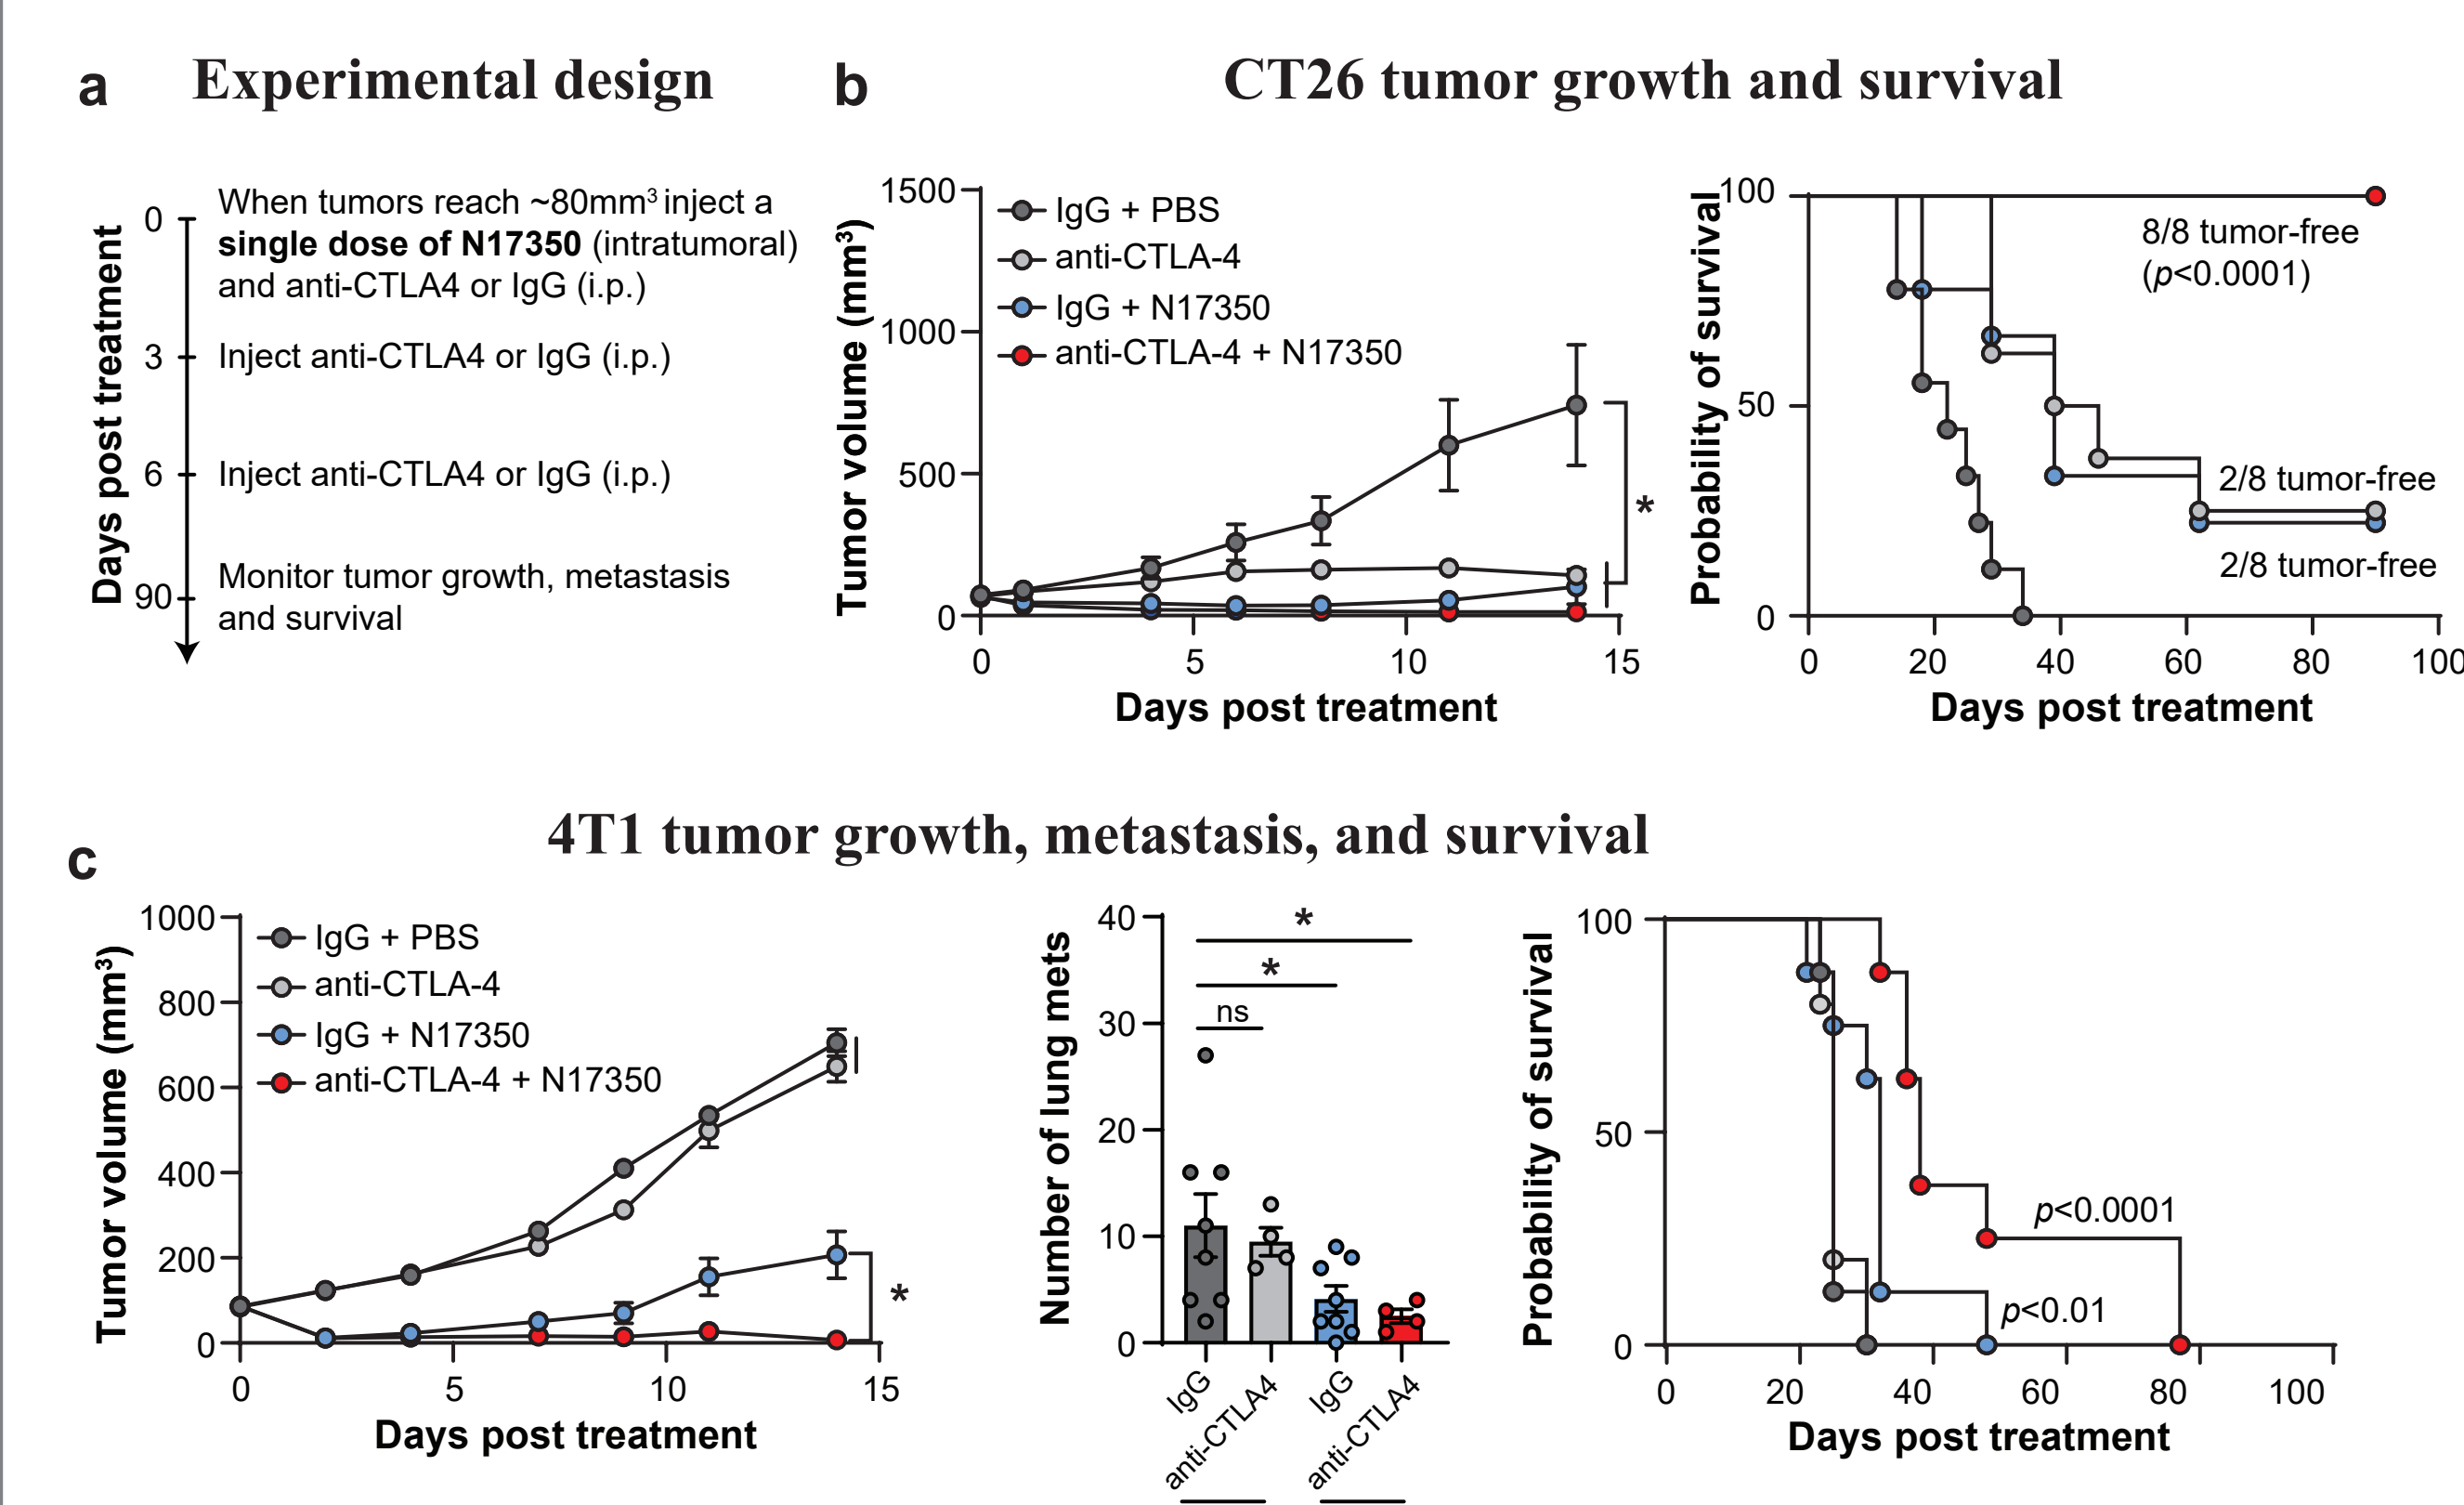 a Experimental design
Days post treatment
0
When tumors reach ~80mm³ inject a
single dose of N17350 (intratumoral)
and anti-CTLA4 or IgG (i.p.)
3
Inject anti-CTLA4 or IgG (i.p.)
6
Inject anti-CTLA4 or IgG (i.p.)
90
Monitor tumor growth, metastasis
and survival
b CT26 tumor growth and survival
Tumor volume (mm³)
1500
1000
500
0
IgG + PBS
anti-CTLA-4
IgG + N17350
anti-CTLA-4 + N17350
*
0 5 10 15
Days post treatment
Probability of survival
100
50
0
8/8 tumor-free
(p<0.0001)
2/8 tumor-free
2/8 tumor-free
0 20 40 60 80 100
Days post treatment
c 4T1 tumor growth, metastasis, and survival
Tumor volume (mm³)
1000
800
600
400
200
0
IgG + PBS
anti-CTLA-4
IgG + N17350
anti-CTLA-4 + N17350
*
0 5 10 15
Days post treatment
Number of lung mets
40
30
20
10
0
*
*
ns
IgG
anti-CTLA4
IgG
anti-CTLA4
Probability of survival
100
50
0
p<0.0001
p<0.01
0 20 40 60 80 100
Days post treatment